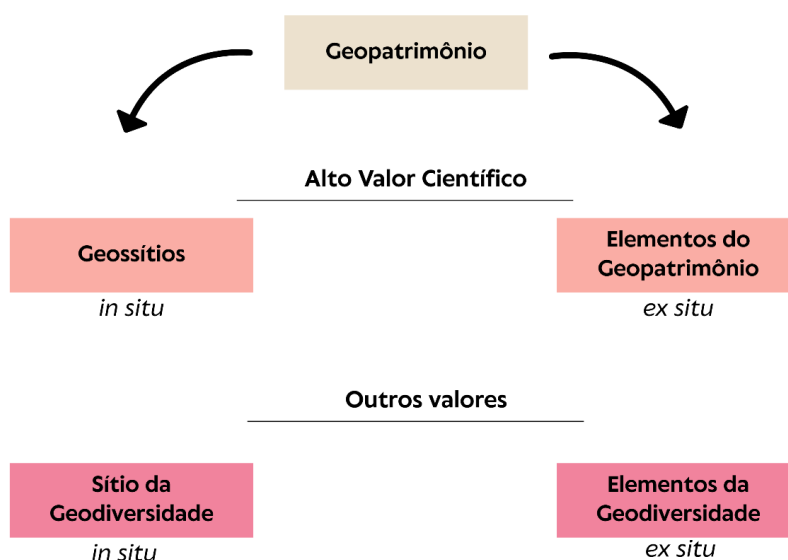 Geopatrimônio
Alto Valor Científico
Geossítios
in situ
Elementos do
Geopatrimônio
ex situ
Outros valores
Sítio da
Geodiversidade
in situ
Elementos da
Geodiversidade
ex situ